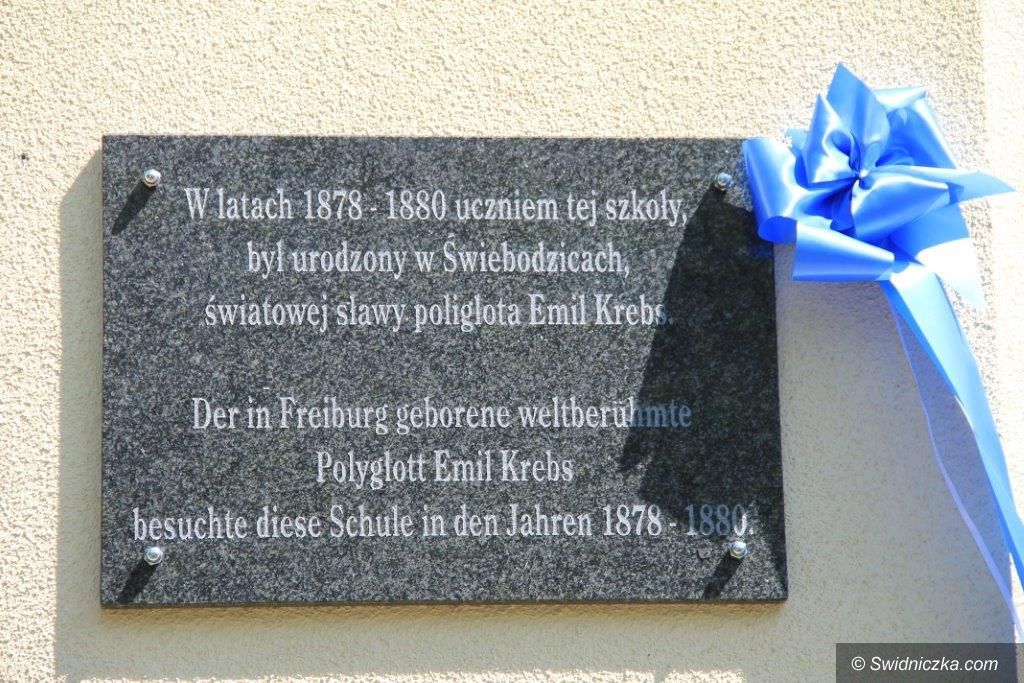 W latach 1878 - 1880 uczniem tej szkoły,
był urodzony w Świebodzicach,
światowej sławy poliglota Emil Krebs.
Der in Freiburg geborene weltberühmte
Polyglott Emil Krebs
besuchte diese Schule in den Jahren 1878 - 1880.
© Swidniczka.com